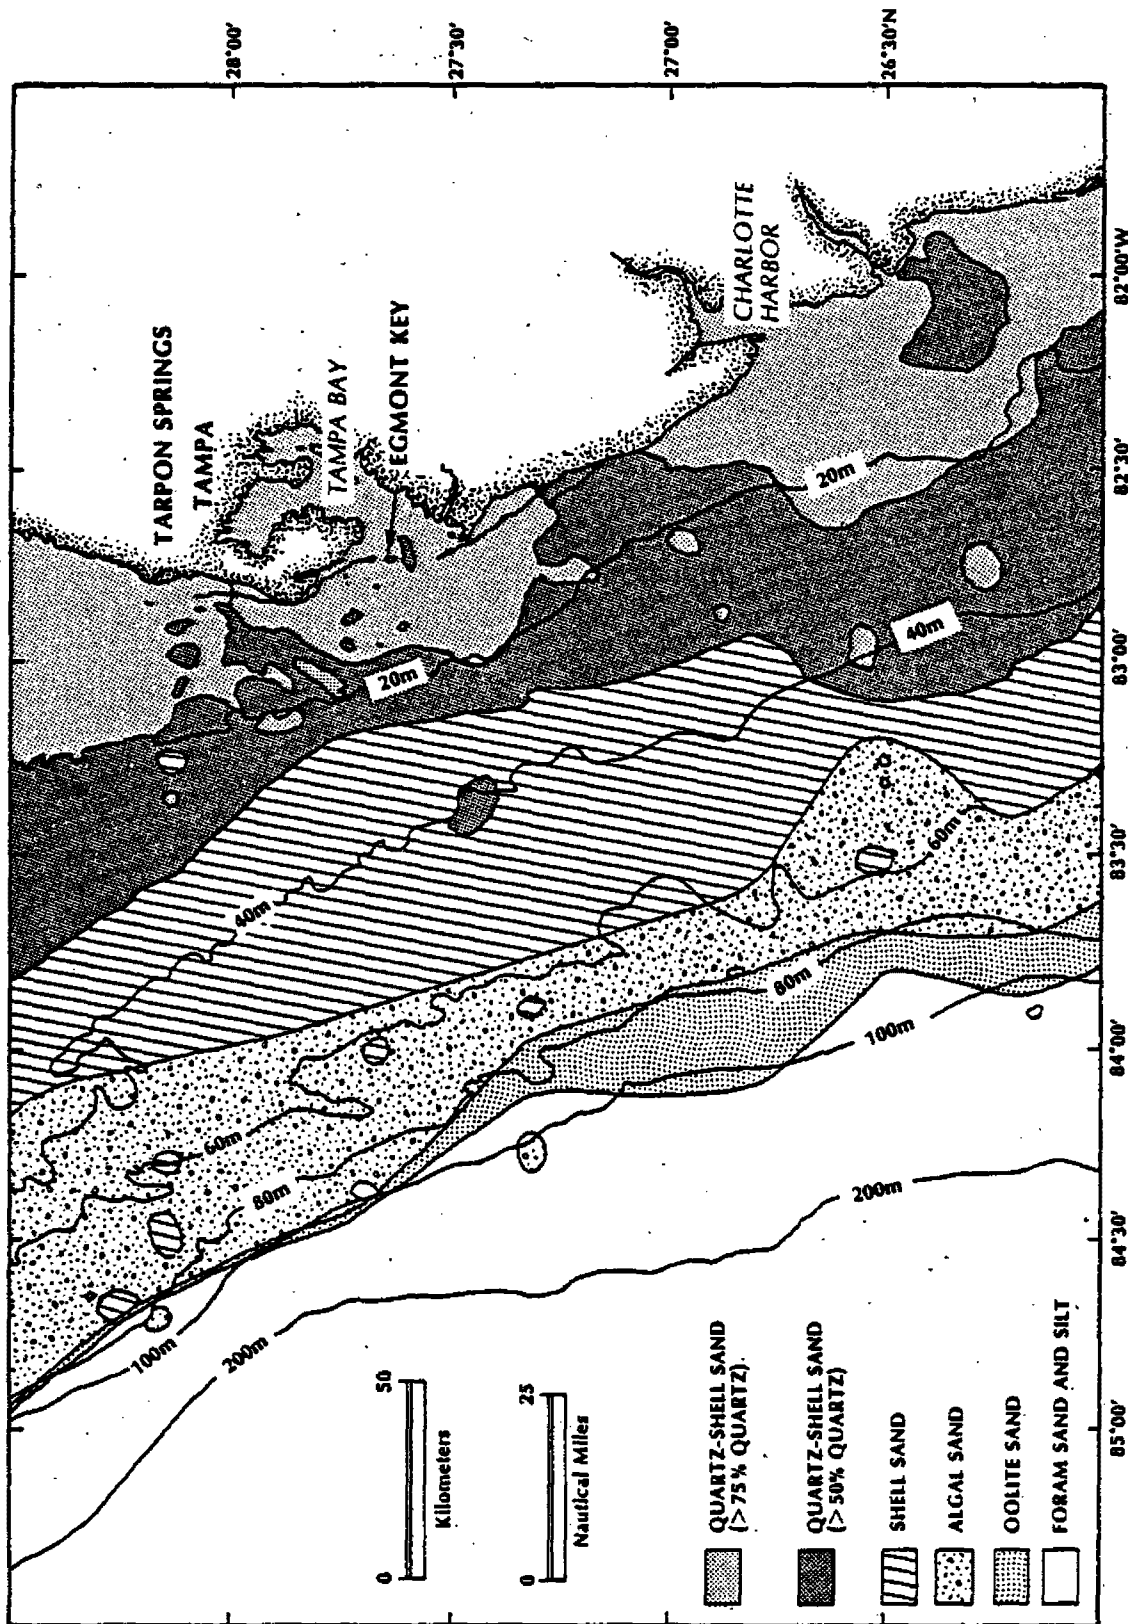 TARPON SPRINGS
TAMPA
TAMPA BAY
EGMONT KEY
CHARLOTTE
HARBOR
20m
20m
40m
40m
60m
60m
80m
80m
100m
100m
200m
200m
0 50
Kilometers
0 25
Nautical Miles
QUARTZ-SHELL SAND
(>75% QUARTZ)
QUARTZ-SHELL SAND
(>50% QUARTZ)
SHELL SAND
ALGAL SAND
OOLITE SAND
FORAM SAND AND SILT
28°00'
27°30'
27°00'
26°30'N
85°00'
84°30'
84°00'
83°30'
83°00'
82°30'
82°00'W